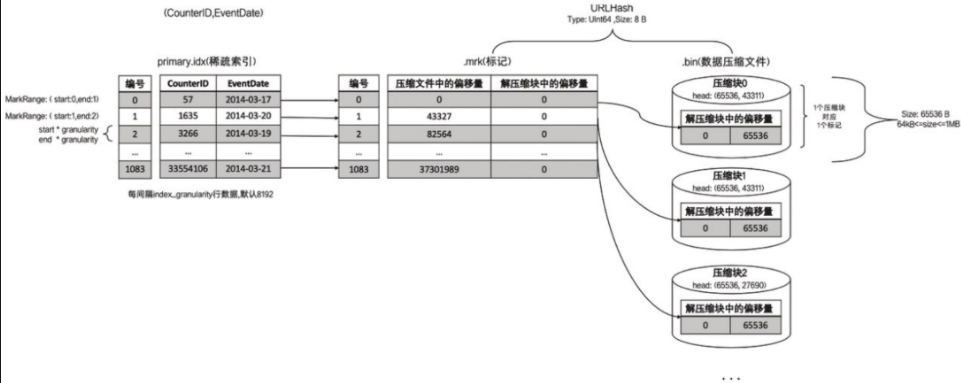 (CounterID,EventDate)
URLHash
Type: UInt64 ,Size: 8 B
primary.idx(稀疏索引)
.mrk(标记)
.bin(数据压缩文件)
编号 CounterID EventDate
0 57 2014-03-17
1 1635 2014-03-20
2 3266 2014-03-19
... ... ...
1083 33554106 2014-03-21
MarkRange: ( start:0,end:1)
MarkRange: ( start:1,end:2)
start * granularity
end * granularity
每间隔index_granularity行数据,默认8192
编号 压缩文件中的偏移量 解压缩块中的偏移量
0 0 0
1 43327 0
2 82564 0
... ... ...
1083 37301989 0
压缩块0
head: (65536, 43311)
解压缩块中的偏移量
0 65536
1个压缩块
对应
1个标记
Size: 65536 B
64kB<=size<=1MB
压缩块1
head: (65536, 43311)
解压缩块中的偏移量
0 65536
压缩块2
head: (65536, 27690)
解压缩块中的偏移量
0 65536
...